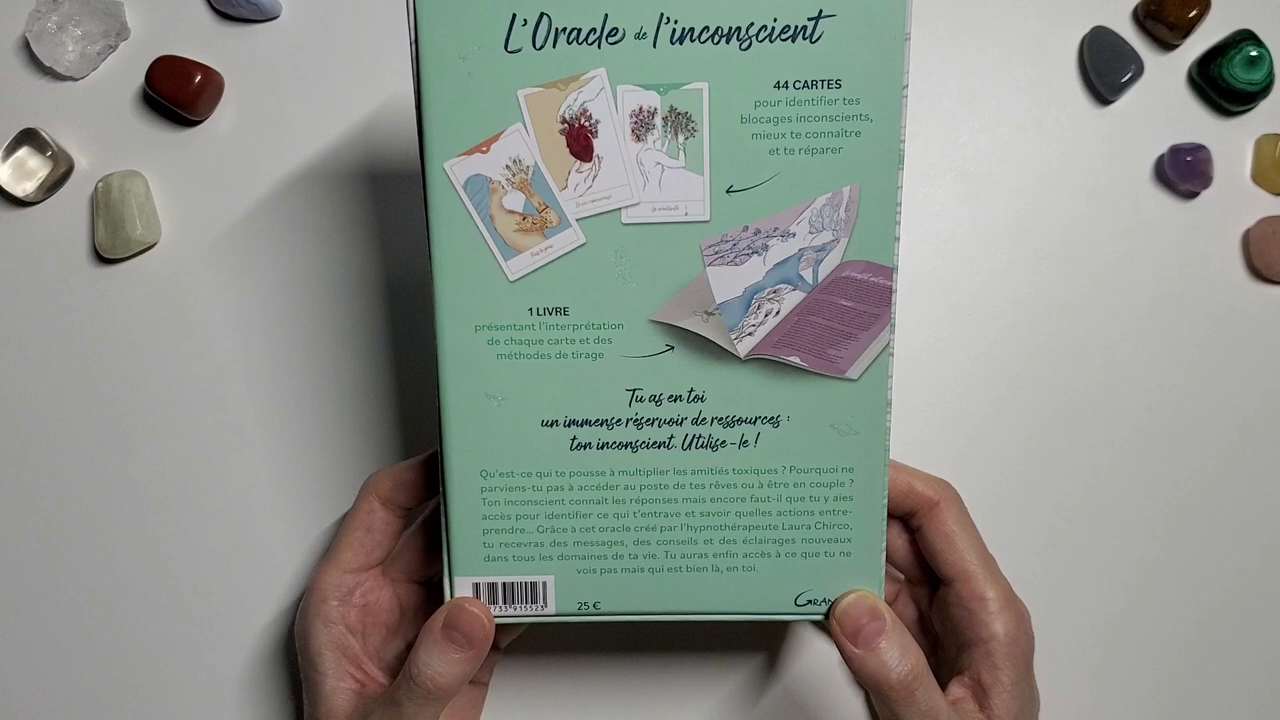 L'Oracle de l'inconscient
44 CARTES
pour identifier tes
blocages inconscients,
mieux te connaître
et te réparer
1 LIVRE
présentant l'interprétation
de chaque carte et des
méthodes de tirage
Tu as en toi
un immense réservoir de ressources :
ton inconscient. Utilise-le !
Qu'est-ce qui te pousse à multiplier les amitiés toxiques ? Pourquoi ne
parviens-tu pas à accéder au poste de tes rêves ou à être en couple ?
Ton inconscient connaît les réponses mais encore faut-il que tu y aies
accès pour identifier ce qui t'entrave et savoir quelles actions entre-
prendre... Grâce à cet oracle créé par l'hypnothérapeute Laura Chirco,
tu recevras des messages, des conseils et des éclairages nouveaux
dans tous les domaines de ta vie. Tu auras enfin accès à ce que tu ne
vois pas mais qui est bien là, en toi.
733 915523
25 €
GRAN